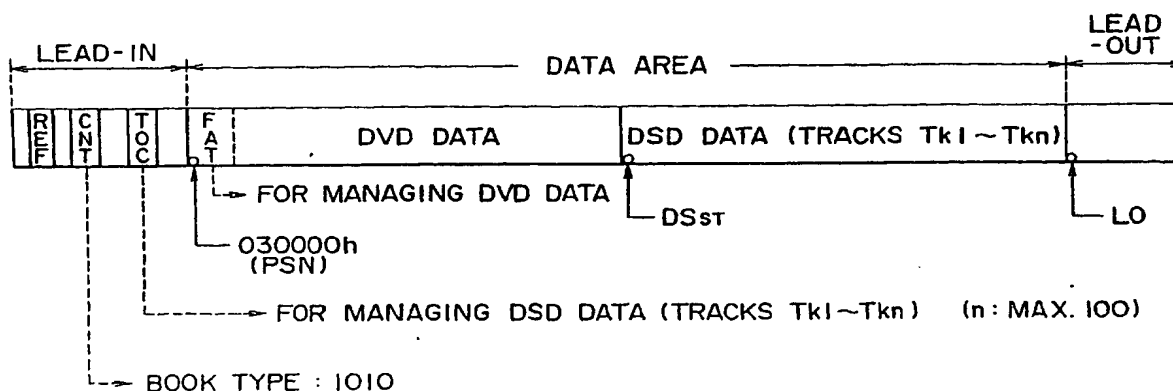 LEAD-IN
DATA AREA
LEAD
-OUT
REF
CNT
TOC
FAT
DVD DATA
DSD DATA (TRACKS Tk1~Tkn)
FOR MANAGING DVD DATA
DSST
LO
030000h
(PSN)
FOR MANAGING DSD DATA (TRACKS Tk1~Tkn) (n: MAX. 100)
BOOK TYPE : 1010